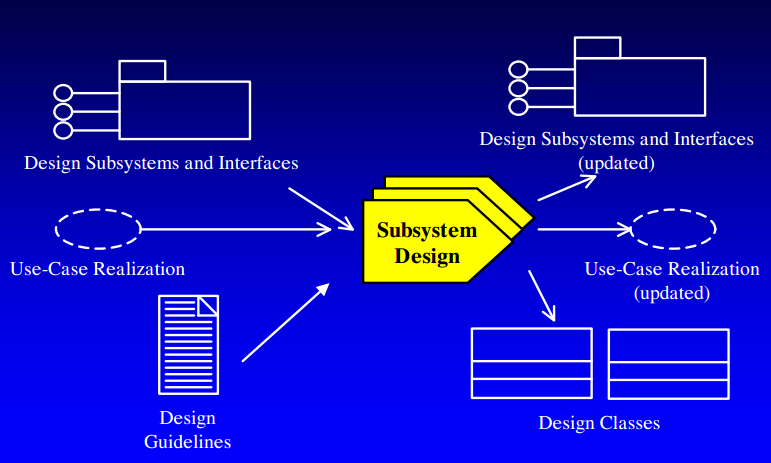 Design Subsystems and Interfaces
Design Subsystems and Interfaces
(updated)
Subsystem
Design
Use-Case Realization
Use-Case Realization
(updated)
Design
Guidelines
Design Classes